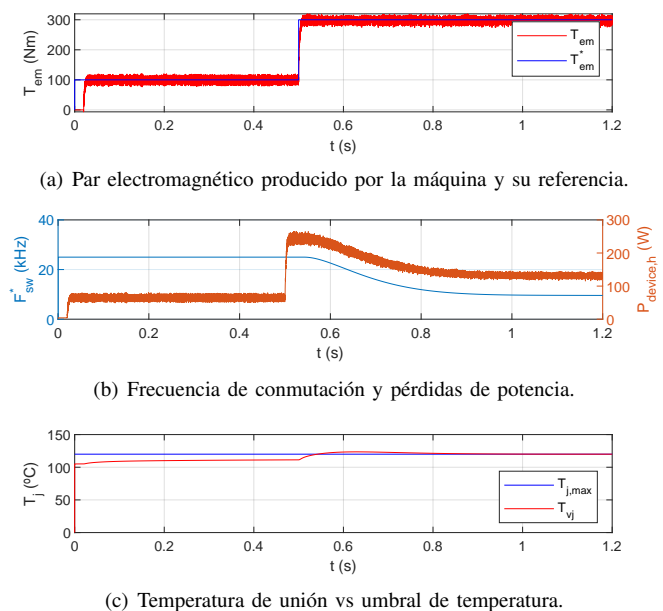 300
200
100
0
T_em (Nm)
T_em
T*_em
0 0.2 0.4 0.6 0.8 1 1.2
t (s)
(a) Par electromagnético producido por la máquina y su referencia.
40
20
0
F*_sw (kHz)
300
200
100
0
P_device,h (W)
0 0.2 0.4 0.6 0.8 1 1.2
t (s)
(b) Frecuencia de conmutación y pérdidas de potencia.
150
100
50
0
T_j (ºC)
T_j,max
T_vj
0 0.2 0.4 0.6 0.8 1 1.2
t (s)
(c) Temperatura de unión vs umbral de temperatura.